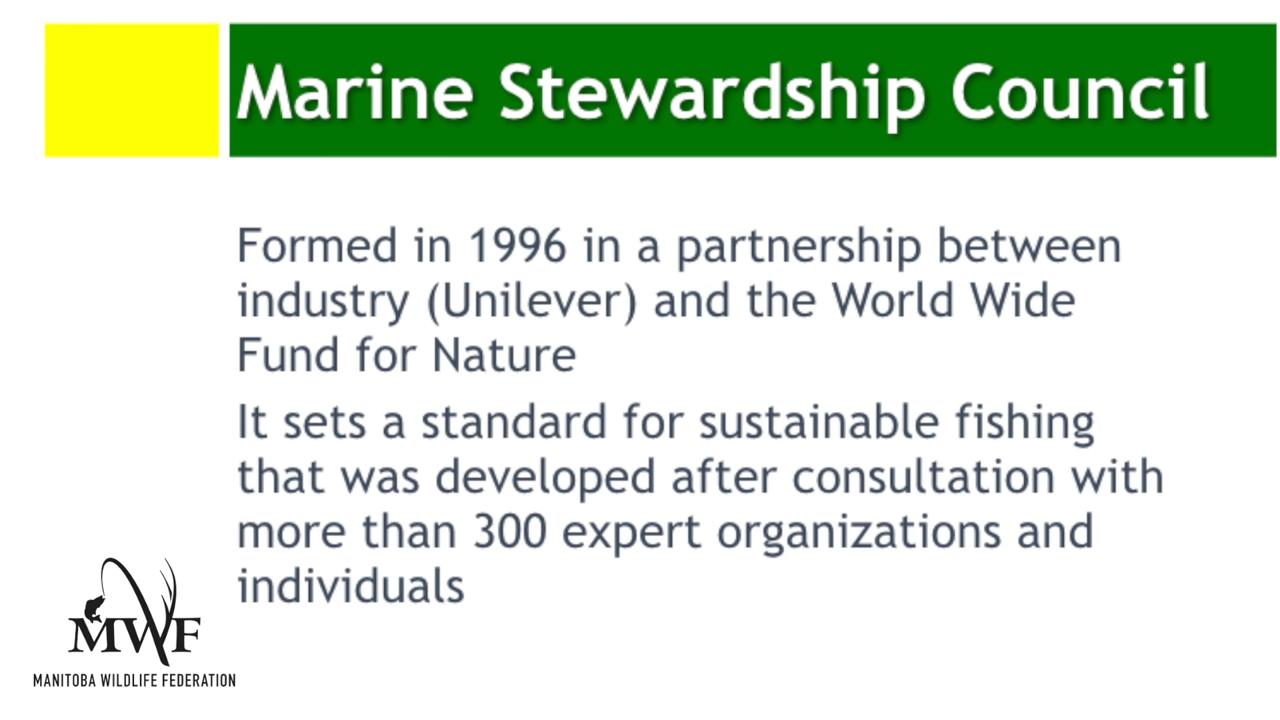 Marine Stewardship Council
Formed in 1996 in a partnership between
industry (Unilever) and the World Wide
Fund for Nature
It sets a standard for sustainable fishing
that was developed after consultation with
more than 300 expert organizations and
individuals
MWF
MANITOBA WILDLIFE FEDERATION